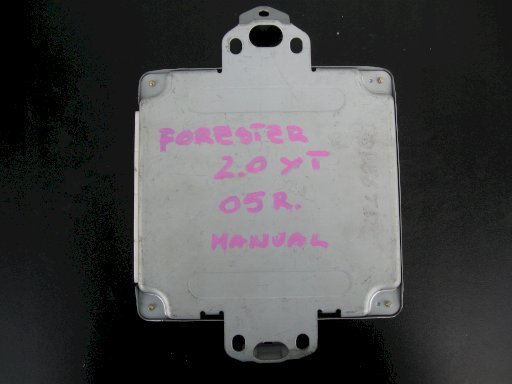 FORESTER
2.0 XT
05R.
MANUAL